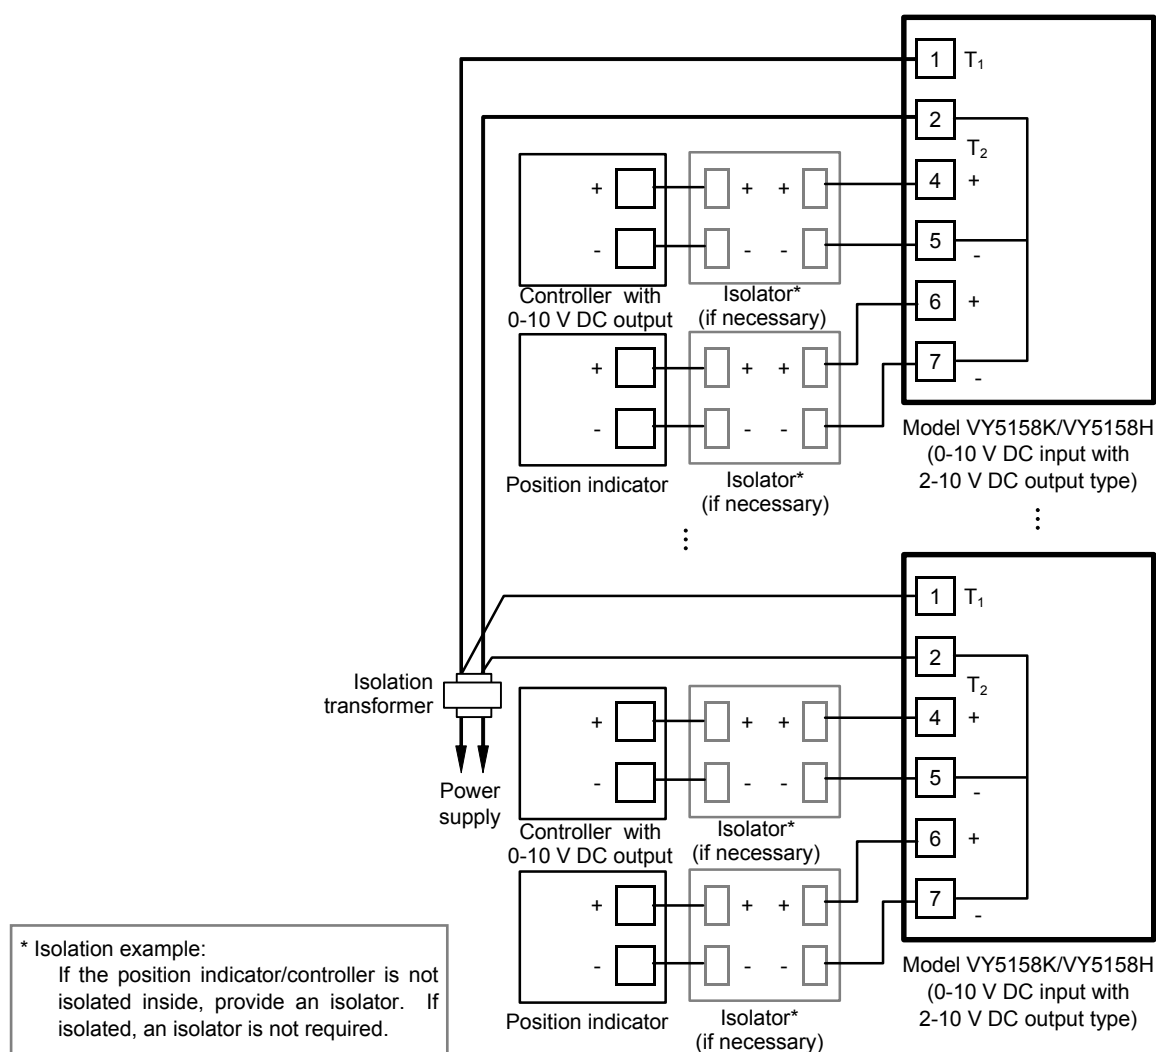 1 T₁
2
T₂
+ + + 4 +
5
- - - -
Controller with
0-10 V DC output
Isolator*
(if necessary)
6 +
+ + + 7
-
- - -
Position indicator
Isolator*
(if necessary)
Model VY5158K/VY5158H
(0-10 V DC input with
2-10 V DC output type)
⋮ ⋮
1 T₁
2
T₂
Isolation
transformer
+ + + 4 +
5
- - - -
Power
supply
Controller with
0-10 V DC output
Isolator*
(if necessary)
6 +
+ + + 7
-
- - -
Position indicator
Isolator*
(if necessary)
Model VY5158K/VY5158H
(0-10 V DC input with
2-10 V DC output type)
* Isolation example:
If the position indicator/controller is not
isolated inside, provide an isolator. If
isolated, an isolator is not required.